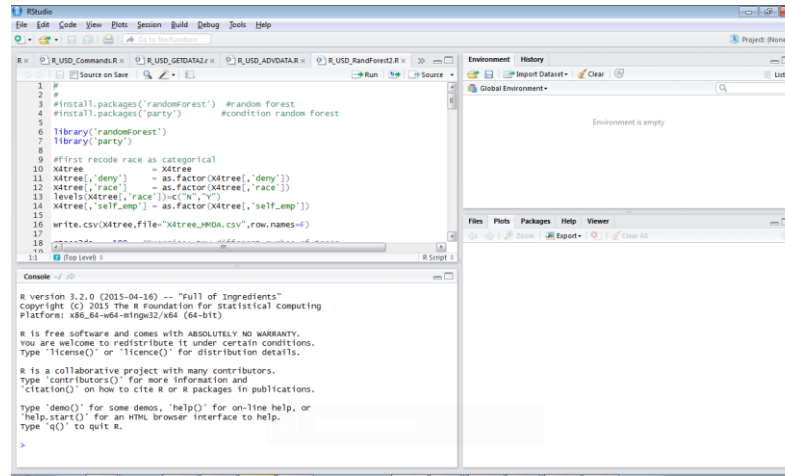 RStudio
File Edit Code View Plots Session Build Debug Tools Help
Go to file/function
Project: (None
R× R_USD_Commands.R × R_USD_GETDATA2.r × R_USD_ADVDATA.R × R_USD_RandForest2.R × »
Source on Save Run Source
1 #
2 #
3 #install.packages('randomForest') #random forest
4 #install.packages('party') #condition random forest
5
6 library('randomForest')
7 library('party')
8
9 #first recode race as categorical
10 X4tree = X4tree
11 X4tree[,'deny'] = as.factor(X4tree[,'deny'])
12 X4tree[,'race'] = as.factor(X4tree[,'race'])
13 levels(X4tree[,'race'])=c("N","Y")
14 X4tree[,'self_emp'] = as.factor(X4tree[,'self_emp'])
15
16 write.csv(X4tree,file="X4tree_HMDA.csv",row.names=F)
17
18
1:1 (Top Level) R Script
Console ~/
R version 3.2.0 (2015-04-16) -- "Full of Ingredients"
Copyright (C) 2015 The R Foundation for Statistical Computing
Platform: x86_64-w64-mingw32/x64 (64-bit)
R is free software and comes with ABSOLUTELY NO WARRANTY.
You are welcome to redistribute it under certain conditions.
Type 'license()' or 'licence()' for distribution details.
R is a collaborative project with many contributors.
Type 'contributors()' for more information and
'citation()' on how to cite R or R packages in publications.
Type 'demo()' for some demos, 'help()' for on-line help, or
'help.start()' for an HTML browser interface to help.
Type 'q()' to quit R.
>
Environment History
Import Dataset Clear List
Global Environment
Environment is empty
Files Plots Packages Help Viewer
Zoom Export Clear All